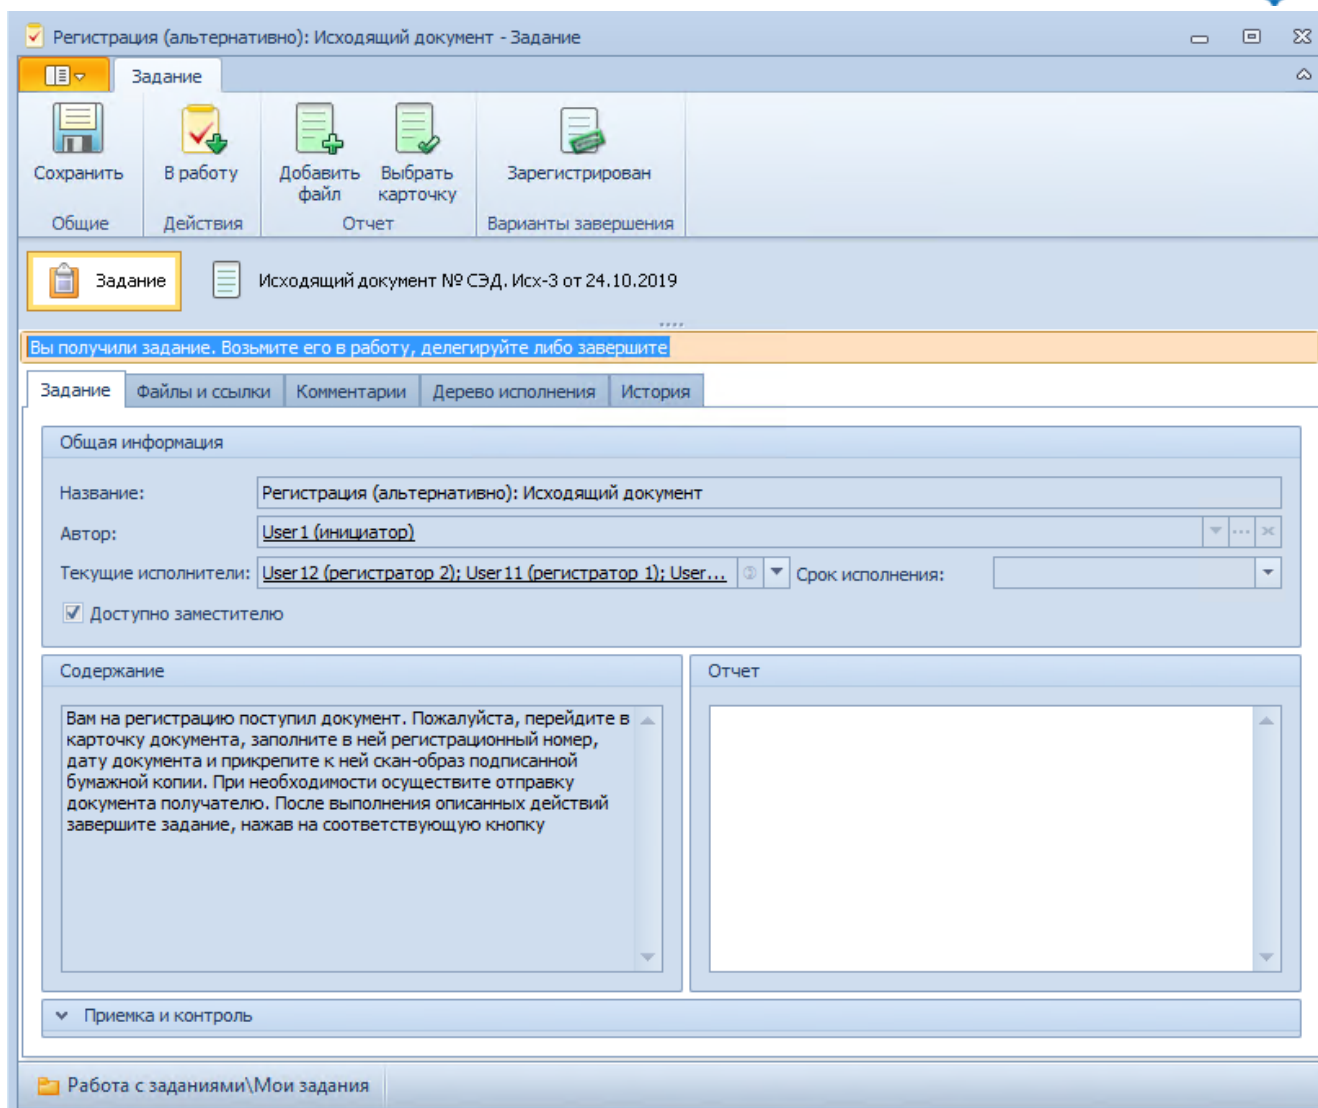 Регистрация (альтернативно): Исходящий документ - Задание
Задание
Сохранить
В работу
Добавить файл
Выбрать карточку
Зарегистрирован
Общие
Действия
Отчет
Варианты завершения
Задание
Исходящий документ № СЭД. Исх-3 от 24.10.2019
Вы получили задание. Возьмите его в работу, делегируйте либо завершите
Задание
Файлы и ссылки
Комментарии
Дерево исполнения
История
Общая информация
Название:
Регистрация (альтернативно): Исходящий документ
Автор:
User1 (инициатор)
Текущие исполнители:
User12 (регистратор 2); User11 (регистратор 1); User...
Срок исполнения:
Доступно заместителю
Содержание
Вам на регистрацию поступил документ. Пожалуйста, перейдите в
карточку документа, заполните в ней регистрационный номер,
дату документа и прикрепите к ней скан-образ подписанной
бумажной копии. При необходимости осуществите отправку
документа получателю. После выполнения описанных действий
завершите задание, нажав на соответствующую кнопку
Отчет
Приемка и контроль
Работа с заданиями\Мои задания